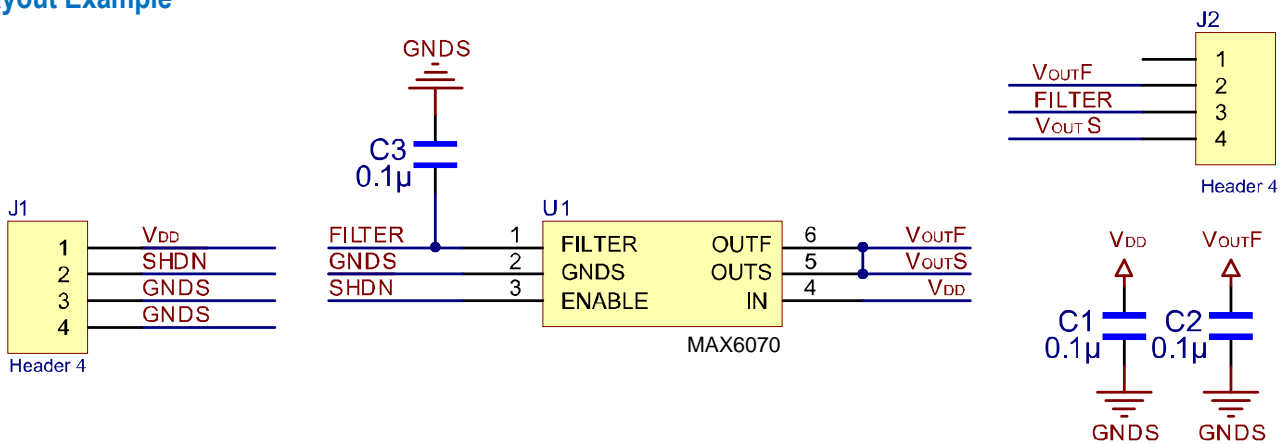 ayout Example
J2
1
VOUTF 2
FILTER 3
VOUT S 4
Header 4
GNDS
C3
0.1µ
J1
1 VDD
2 SHDN
3 GNDS
4 GNDS
Header 4
U1
FILTER 1 FILTER OUTF 6 VOUTF
GNDS 2 GNDS OUTS 5 VOUTS
SHDN 3 ENABLE IN 4 VDD
MAX6070
VDD VOUTF
C1 C2
0.1µ 0.1µ
GNDS GNDS